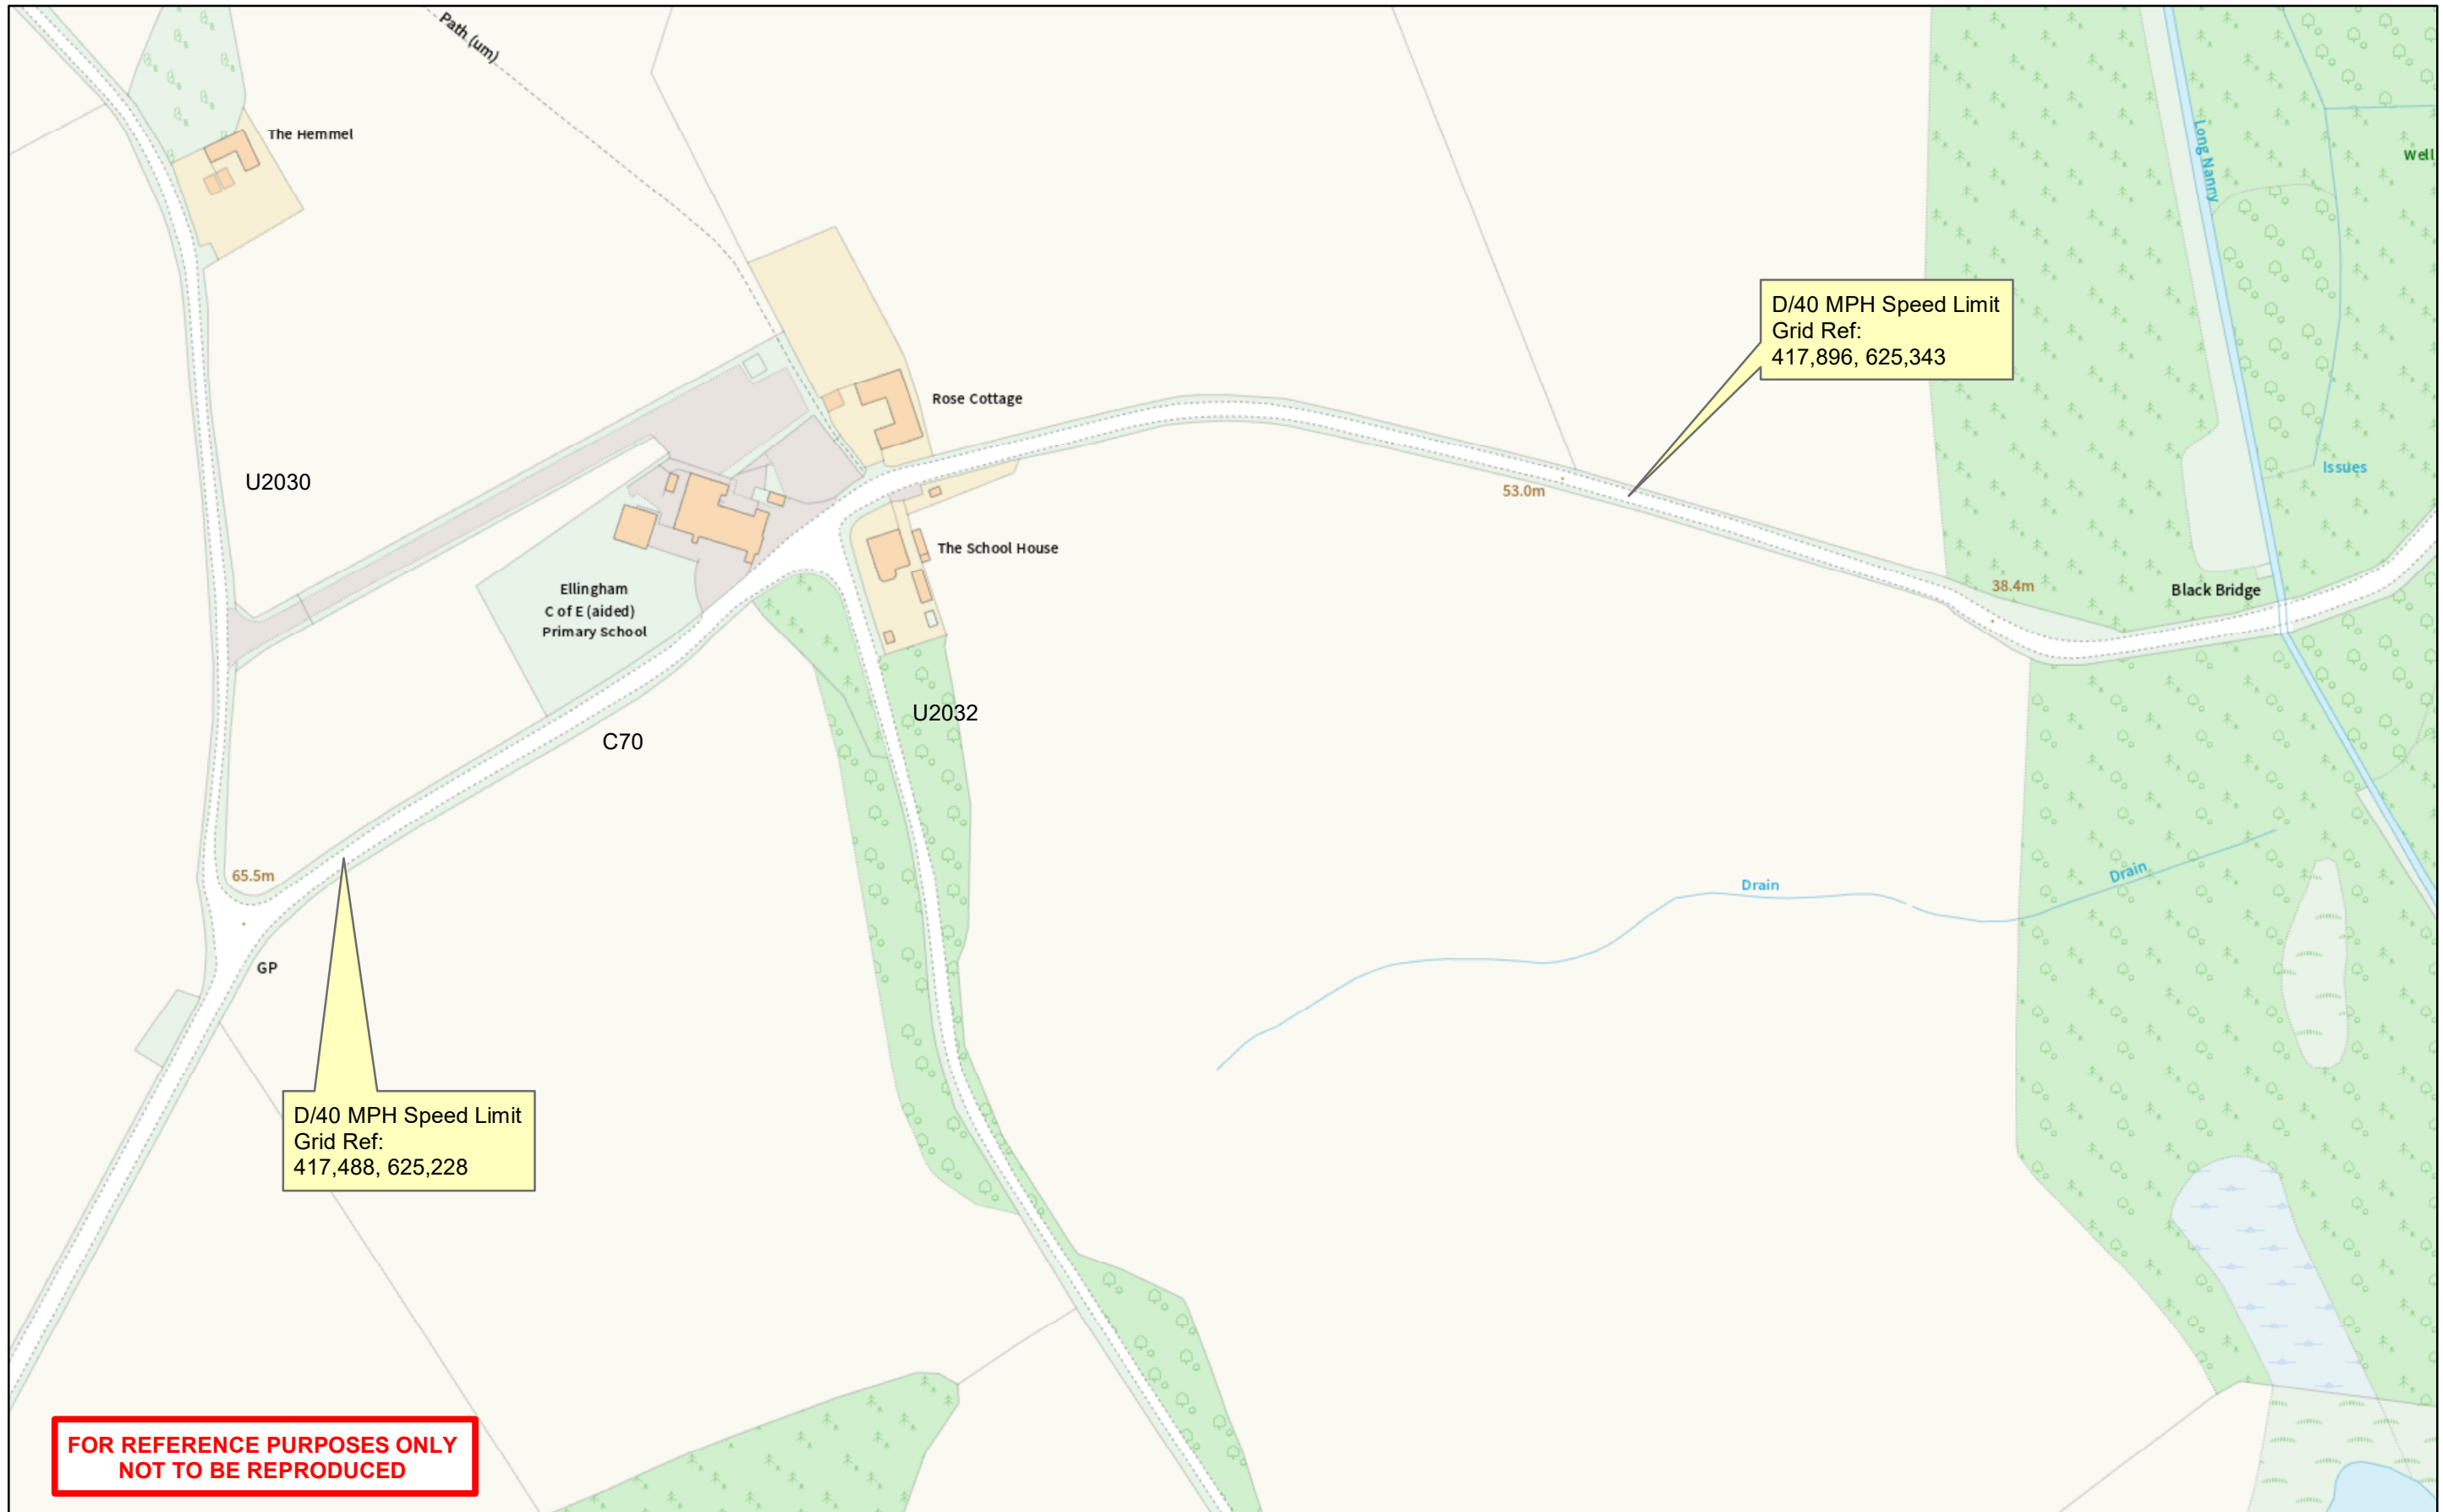 Path (um)
The Hemmel
Long Nanny
Well
D/40 MPH Speed Limit
Grid Ref:
417,896, 625,343
Rose Cottage
U2030
53.0m
Issues
The School House
Ellingham
C of E (aided)
Primary School
38.4m
Black Bridge
U2032
C70
65.5m
Drain
Drain
GP
D/40 MPH Speed Limit
Grid Ref:
417,488, 625,228
FOR REFERENCE PURPOSES ONLY
NOT TO BE REPRODUCED